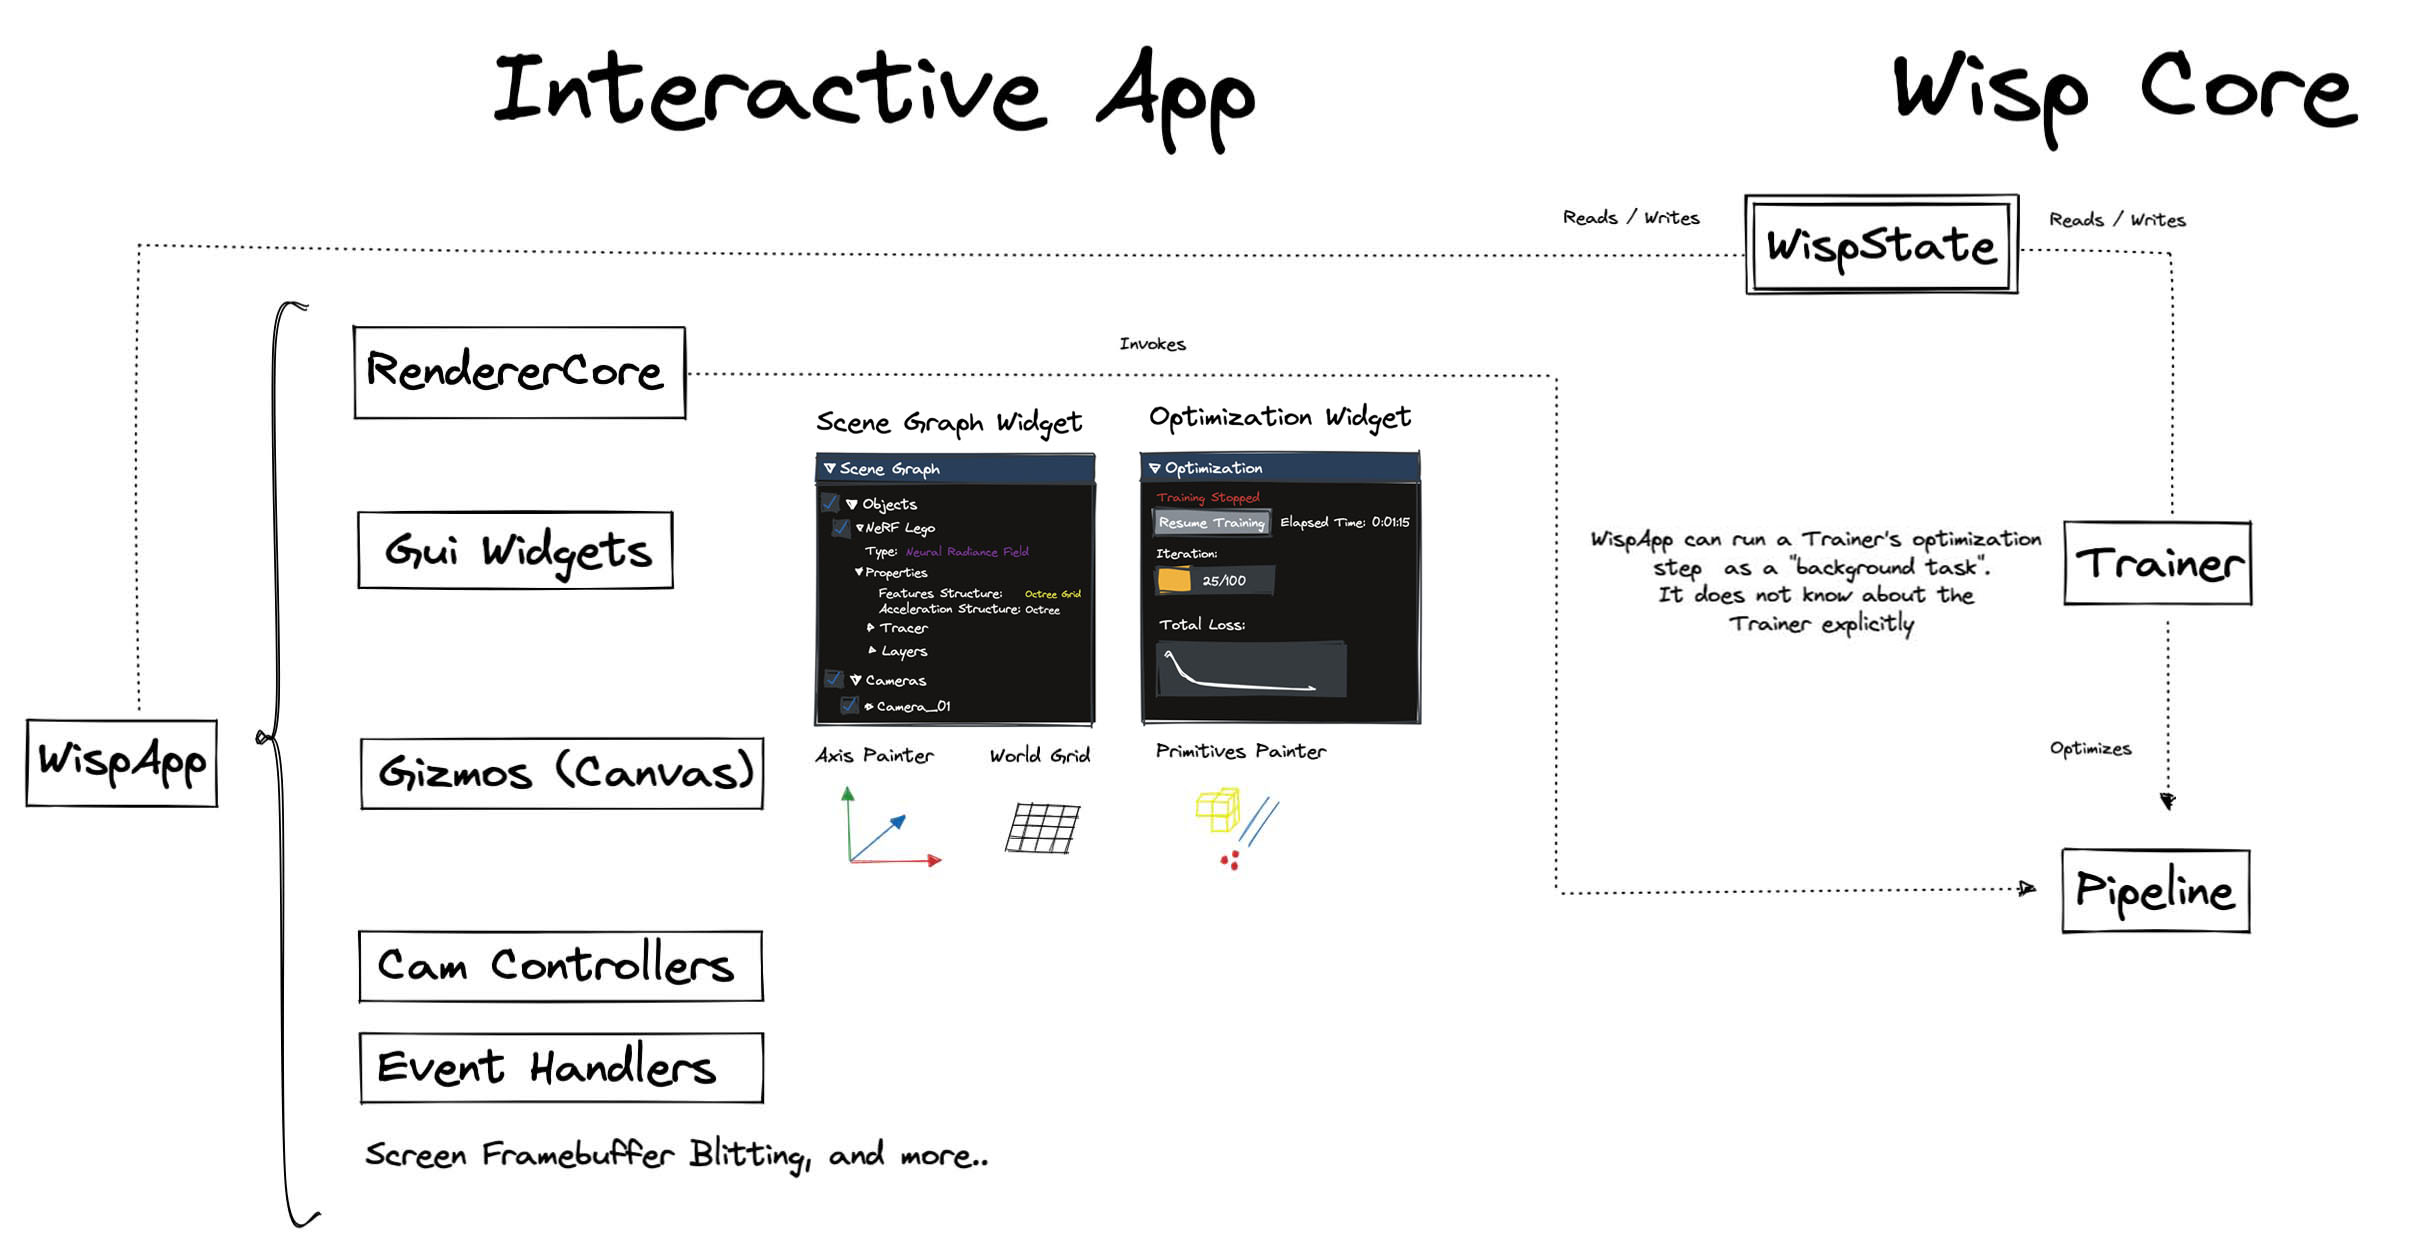 Interactive App
Wisp Core
Reads / Writes
WispState
Reads / Writes
RendererCore
Invokes
Scene Graph Widget
Optimization Widget
Scene Graph
Objects
NeRF Lego
Type: Neural Radiance Field
Properties
Features Structure: Octree Grid
Acceleration Structure: Octree
Tracer
Layers
Cameras
Camera_01
Optimization
Training Stopped
Resume Training
Elapsed Time: 0:01:15
Iteration:
25/100
Total Loss:
Gui Widgets
WispApp can run a Trainer's optimization
step as a "background task".
It does not know about the
Trainer explicitly
Trainer
WispApp
Gizmos (Canvas)
Axis Painter
World Grid
Primitives Painter
Optimizes
Pipeline
Cam Controllers
Event Handlers
Screen Framebuffer Blitting, and more..